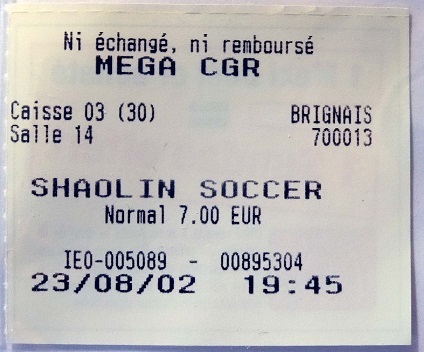 Ni échangé, ni remboursé
MEGA CGR
Caisse 03 (30) BRIGNAIS
Salle 14 700013
SHAOLIN SOCCER
Normal 7.00 EUR
IEO-005089 - 00895304
23/08/02 19:45